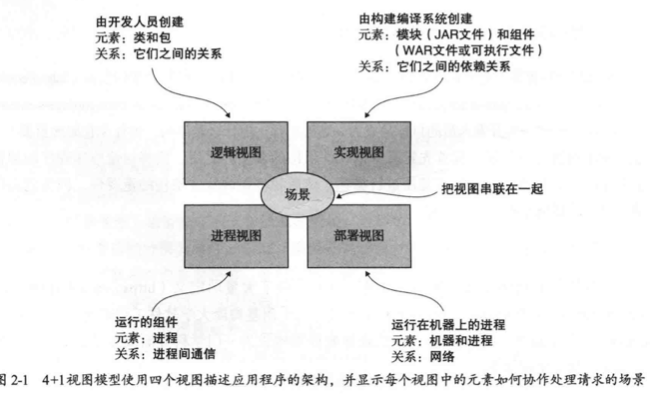 由开发人员创建
元素：类和包
关系：它们之间的关系
由构建编译系统创建
元素：模块（JAR文件）和组件
（WAR文件或可执行文件）
关系：它们之间的依赖关系
逻辑视图
实现视图
场景
把视图串联在一起
进程视图
部署视图
运行的组件
元素：进程
关系：进程间通信
运行在机器上的进程
元素：机器和进程
关系：网络
图2-1 4+1视图模型使用四个视图描述应用程序的架构，并显示每个视图中的元素如何协作处理请求的场景